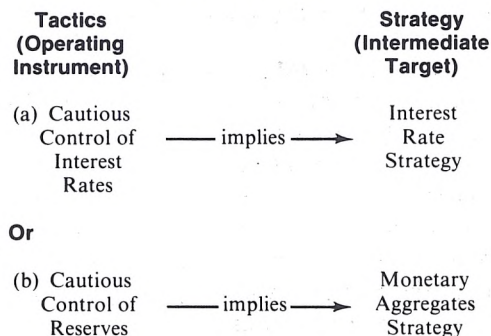 Tactics
(Operating
Instrument)
Strategy
(Intermediate
Target)
(a) Cautious
Control of
Interest
Rates
implies
Interest
Rate
Strategy
Or
(b) Cautious
Control of
Reserves
implies
Monetary
Aggregates
Strategy